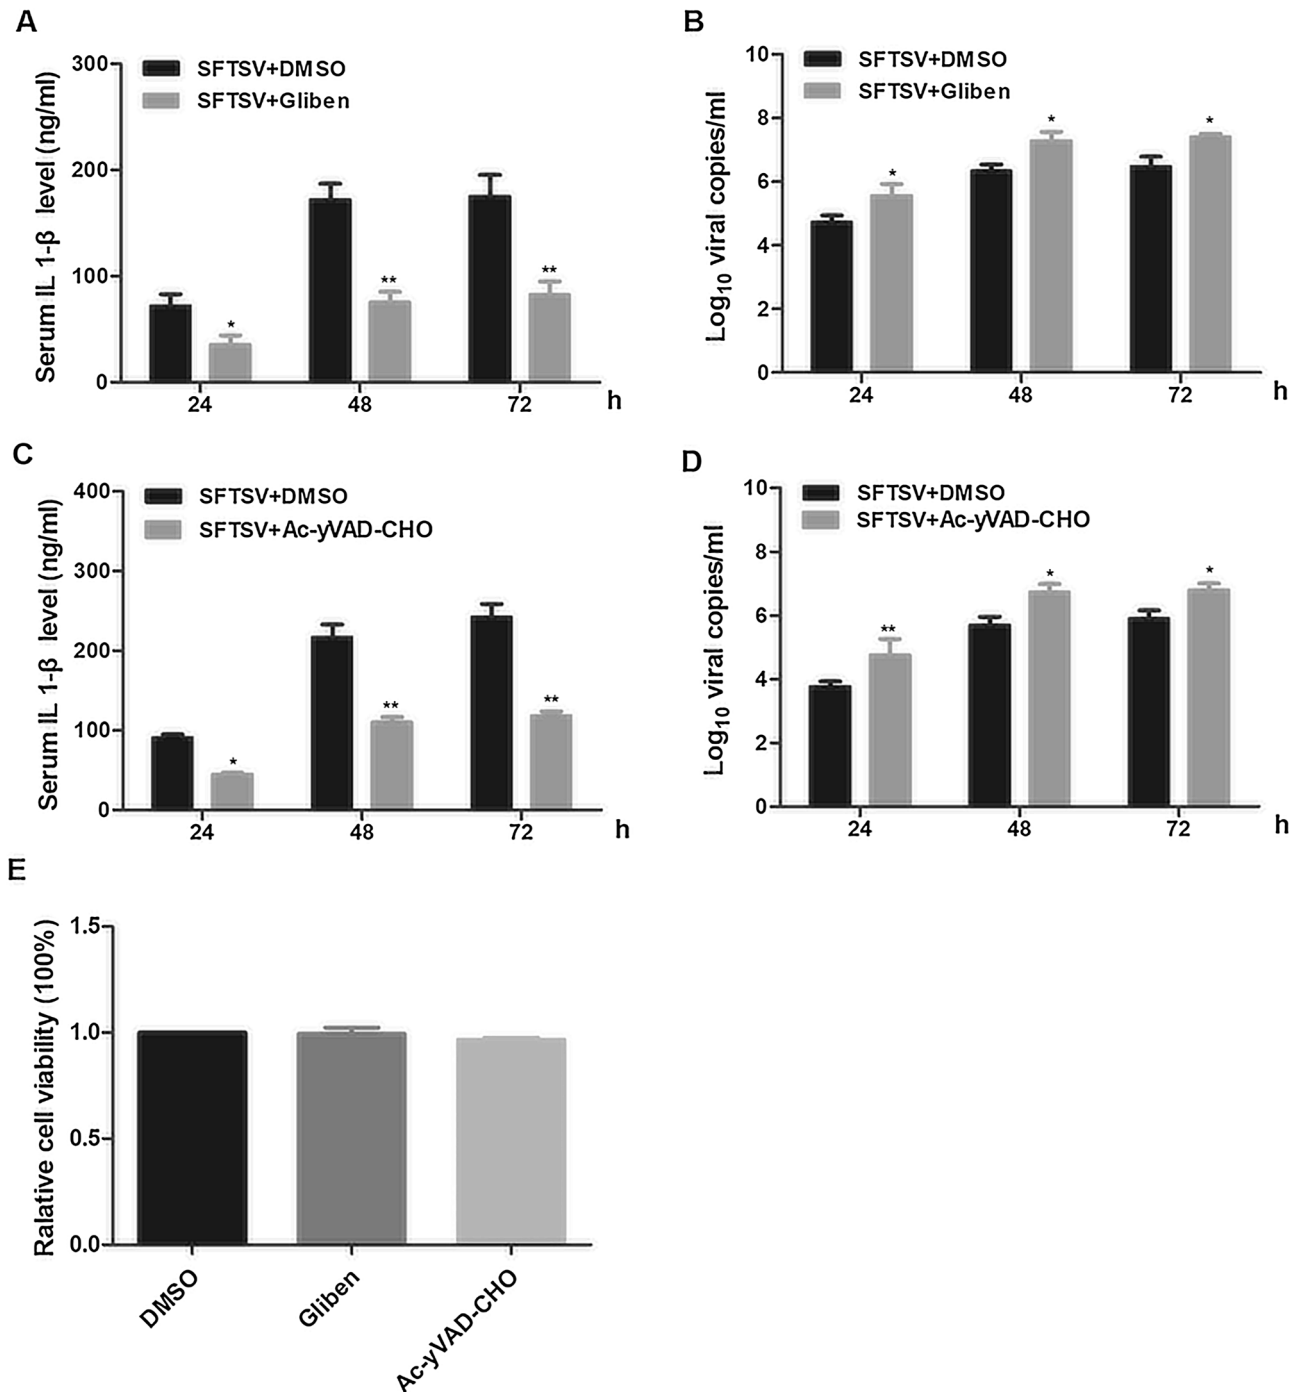 A
Serum IL 1-β level (ng/ml)
300
200
100
0
SFTSV+DMSO
SFTSV+Gliben
*
**
**
24 48 72 h
B
Log10 viral copies/ml
10
8
6
4
2
0
SFTSV+DMSO
SFTSV+Gliben
*
*
*
24 48 72 h
C
Serum IL 1-β level (ng/ml)
400
300
200
100
0
SFTSV+DMSO
SFTSV+Ac-yVAD-CHO
*
**
**
24 48 72 h
D
Log10 viral copies/ml
10
8
6
4
2
0
SFTSV+DMSO
SFTSV+Ac-yVAD-CHO
**
*
*
24 48 72 h
E
Ralative cell viability (100%)
1.5
1.0
0.5
0.0
DMSO
Gliben
Ac-yVAD-CHO